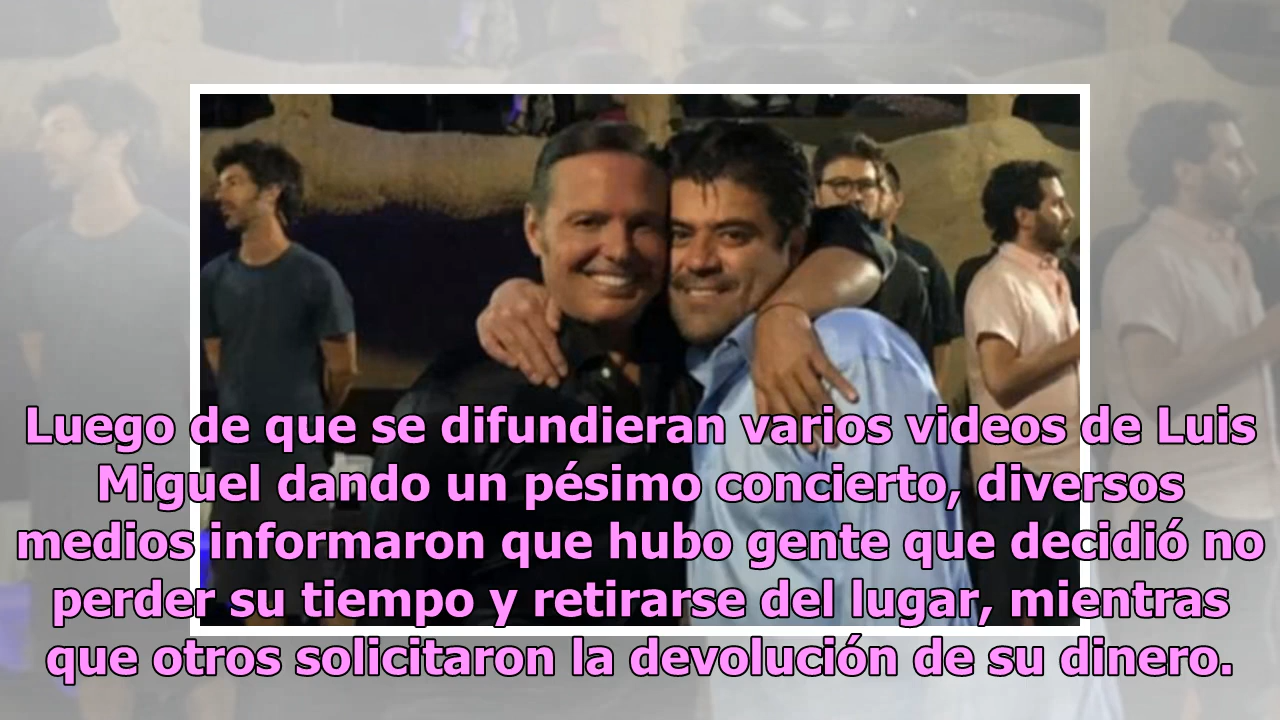 Luego de que se difundieran varios videos de Luis
Miguel dando un pésimo concierto, diversos
medios informaron que hubo gente que decidió no
perder su tiempo y retirarse del lugar, mientras
que otros solicitaron la devolución de su dinero.